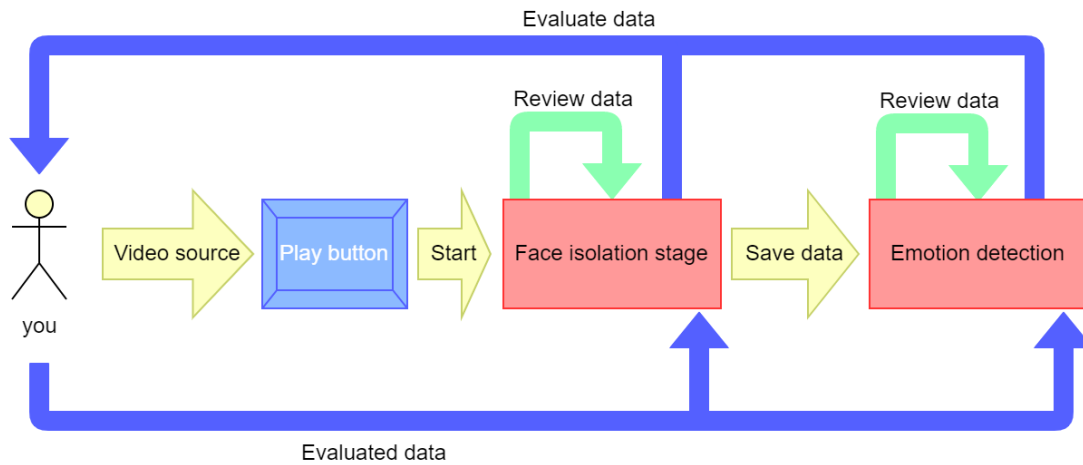 Evaluate data
Review data
Review data
Video source
Play button
Start
Face isolation stage
Save data
Emotion detection
you
Evaluated data